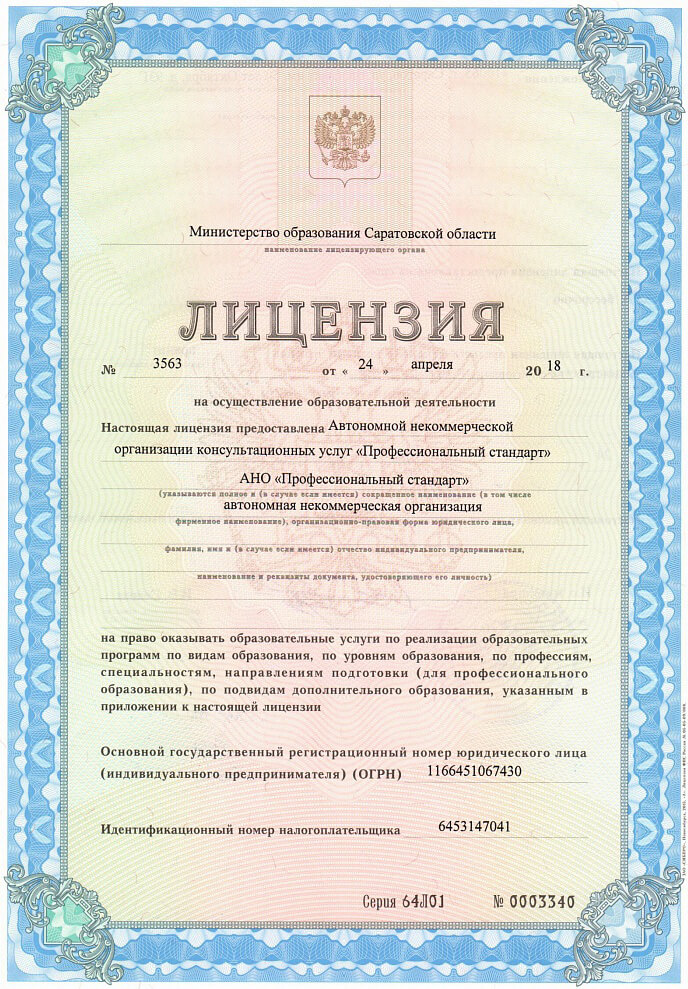 Министерство образования Саратовской области
наименование лицензирующего органа
ЛИЦЕНЗИЯ
№ 3563 от « 24 » апреля 20 18 г.
на осуществление образовательной деятельности
Настоящая лицензия предоставлена Автономной некоммерческой
организации консультационных услуг «Профессиональный стандарт»
АНО «Профессиональный стандарт»
(указываются полное и (в случае если имеется) сокращенное наименование (в том числе
автономная некоммерческая организация
фирменное наименование), организационно-правовая форма юридического лица,
фамилия, имя и (в случае если имеется) отчество индивидуального предпринимателя,
наименование и реквизиты документа, удостоверяющего его личность)
на право оказывать образовательные услуги по реализации образовательных
программ по видам образования, по уровням образования, по профессиям,
специальностям, направлениям подготовки (для профессионального
образования), по подвидам дополнительного образования, указанным в
приложении к настоящей лицензии
Основной государственный регистрационный номер юридического лица
(индивидуального предпринимателя) (ОГРН) 1166451067430
Идентификационный номер налогоплательщика 6453147041
Серия 64Л01 № 0003340